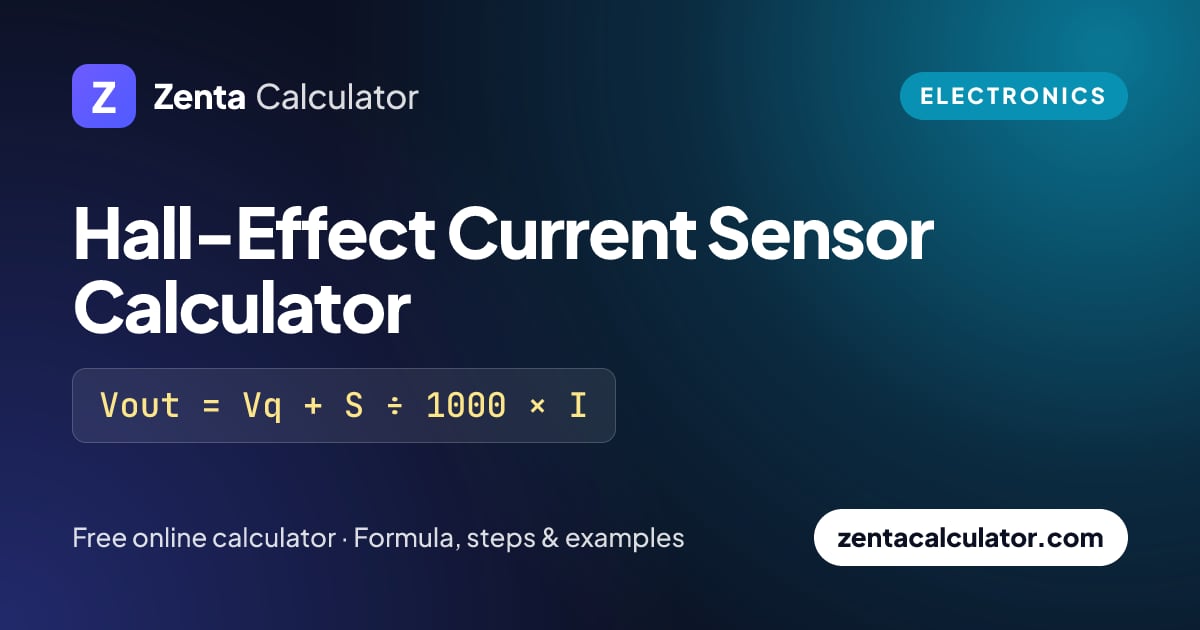 Z Zenta Calculator
ELECTRONICS
Hall-Effect Current Sensor
Calculator
Vout = Vq + S ÷ 1000 × I
Free online calculator · Formula, steps & examples
zentacalculator.com